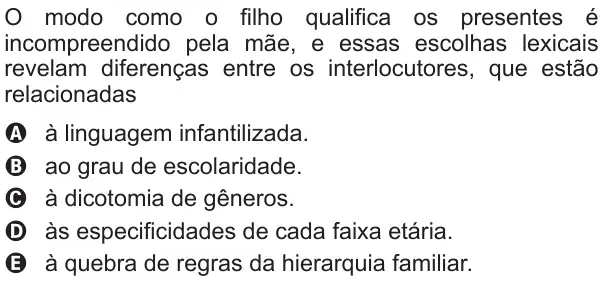 O modo como o filho qualifica os presentes é
incompreendido pela mãe, e essas escolhas lexicais
revelam diferenças entre os interlocutores, que estão
relacionadas
A à linguagem infantilizada.
B ao grau de escolaridade.
C à dicotomia de gêneros.
D às especificidades de cada faixa etária.
E à quebra de regras da hierarquia familiar.